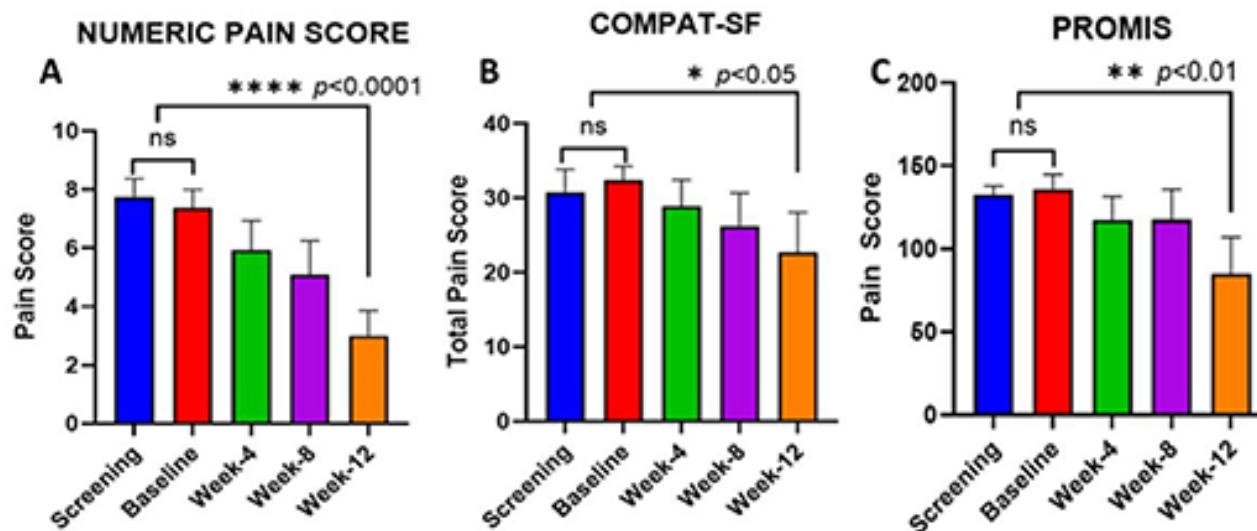 NUMERIC PAIN SCORE
A
**** p<0.0001
ns
Pain Score
10
8
6
4
2
0
Screening
Baseline
Week-4
Week-8
Week-12
COMPAT-SF
B
* p<0.05
ns
Total Pain Score
40
30
20
10
0
Screening
Baseline
Week-4
Week-8
Week-12
PROMIS
C
** p<0.01
ns
Pain Score
200
150
100
50
0
Screening
Baseline
Week-4
Week-8
Week-12